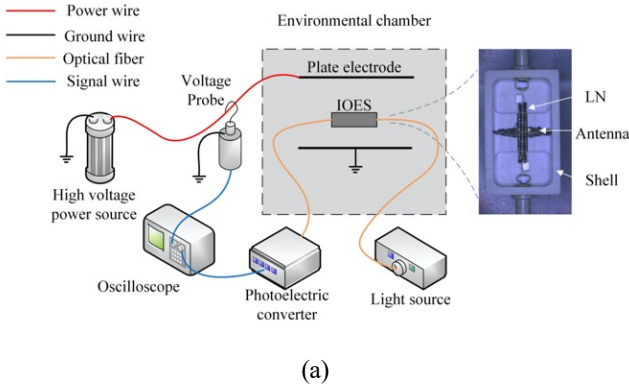 Power wire
Ground wire
Optical fiber
Signal wire
Environmental chamber
Voltage
Probe
Plate electrode
IOES
LN
Antenna
Shell
High voltage
power source
Oscilloscope
Photoelectric
converter
Light source
(a)